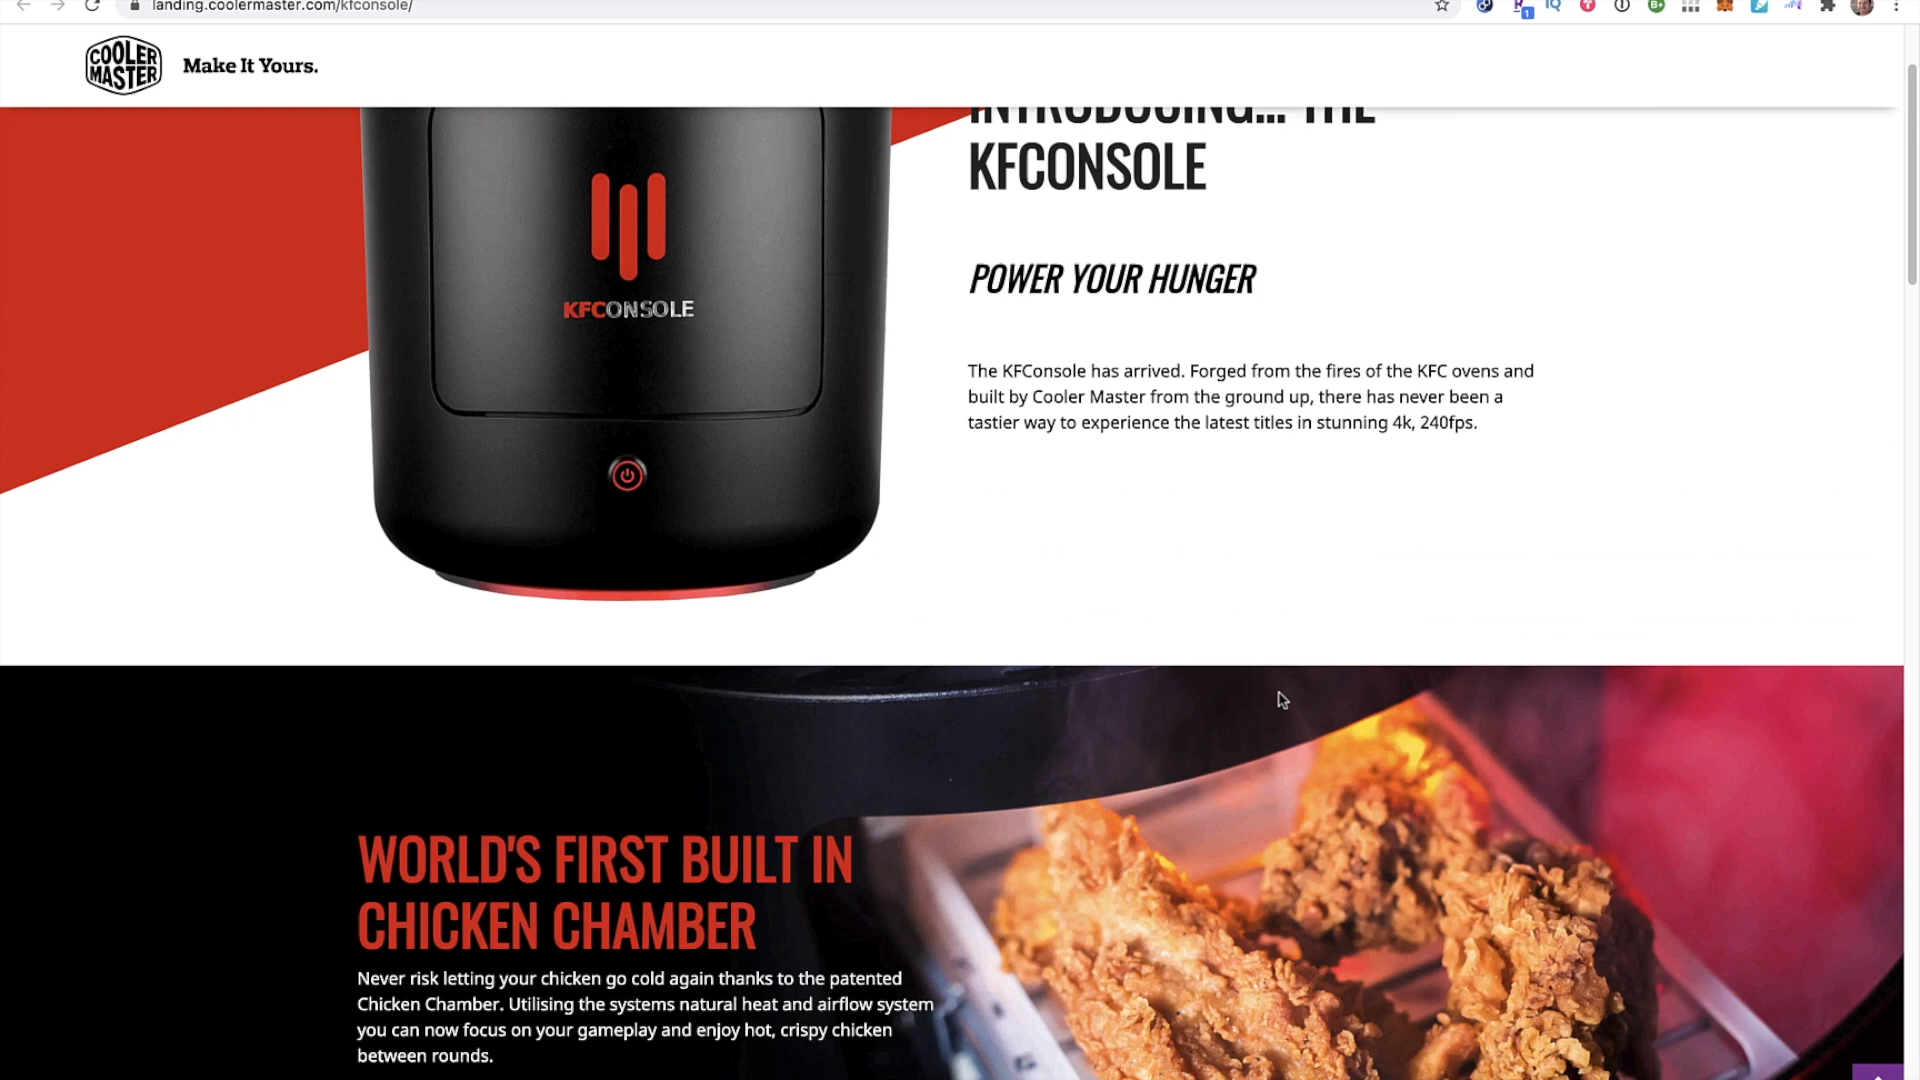 landing.coolermaster.com/kfconsole/
COOLER
MASTER
Make It Yours.
INTRODUCING... THE
KFCONSOLE
KFCONSOLE
POWER YOUR HUNGER
The KFConsole has arrived. Forged from the fires of the KFC ovens and
built by Cooler Master from the ground up, there has never been a
tastier way to experience the latest titles in stunning 4k, 240fps.
WORLD'S FIRST BUILT IN
CHICKEN CHAMBER
Never risk letting your chicken go cold again thanks to the patented
Chicken Chamber. Utilising the systems natural heat and airflow system
you can now focus on your gameplay and enjoy hot, crispy chicken
between rounds.